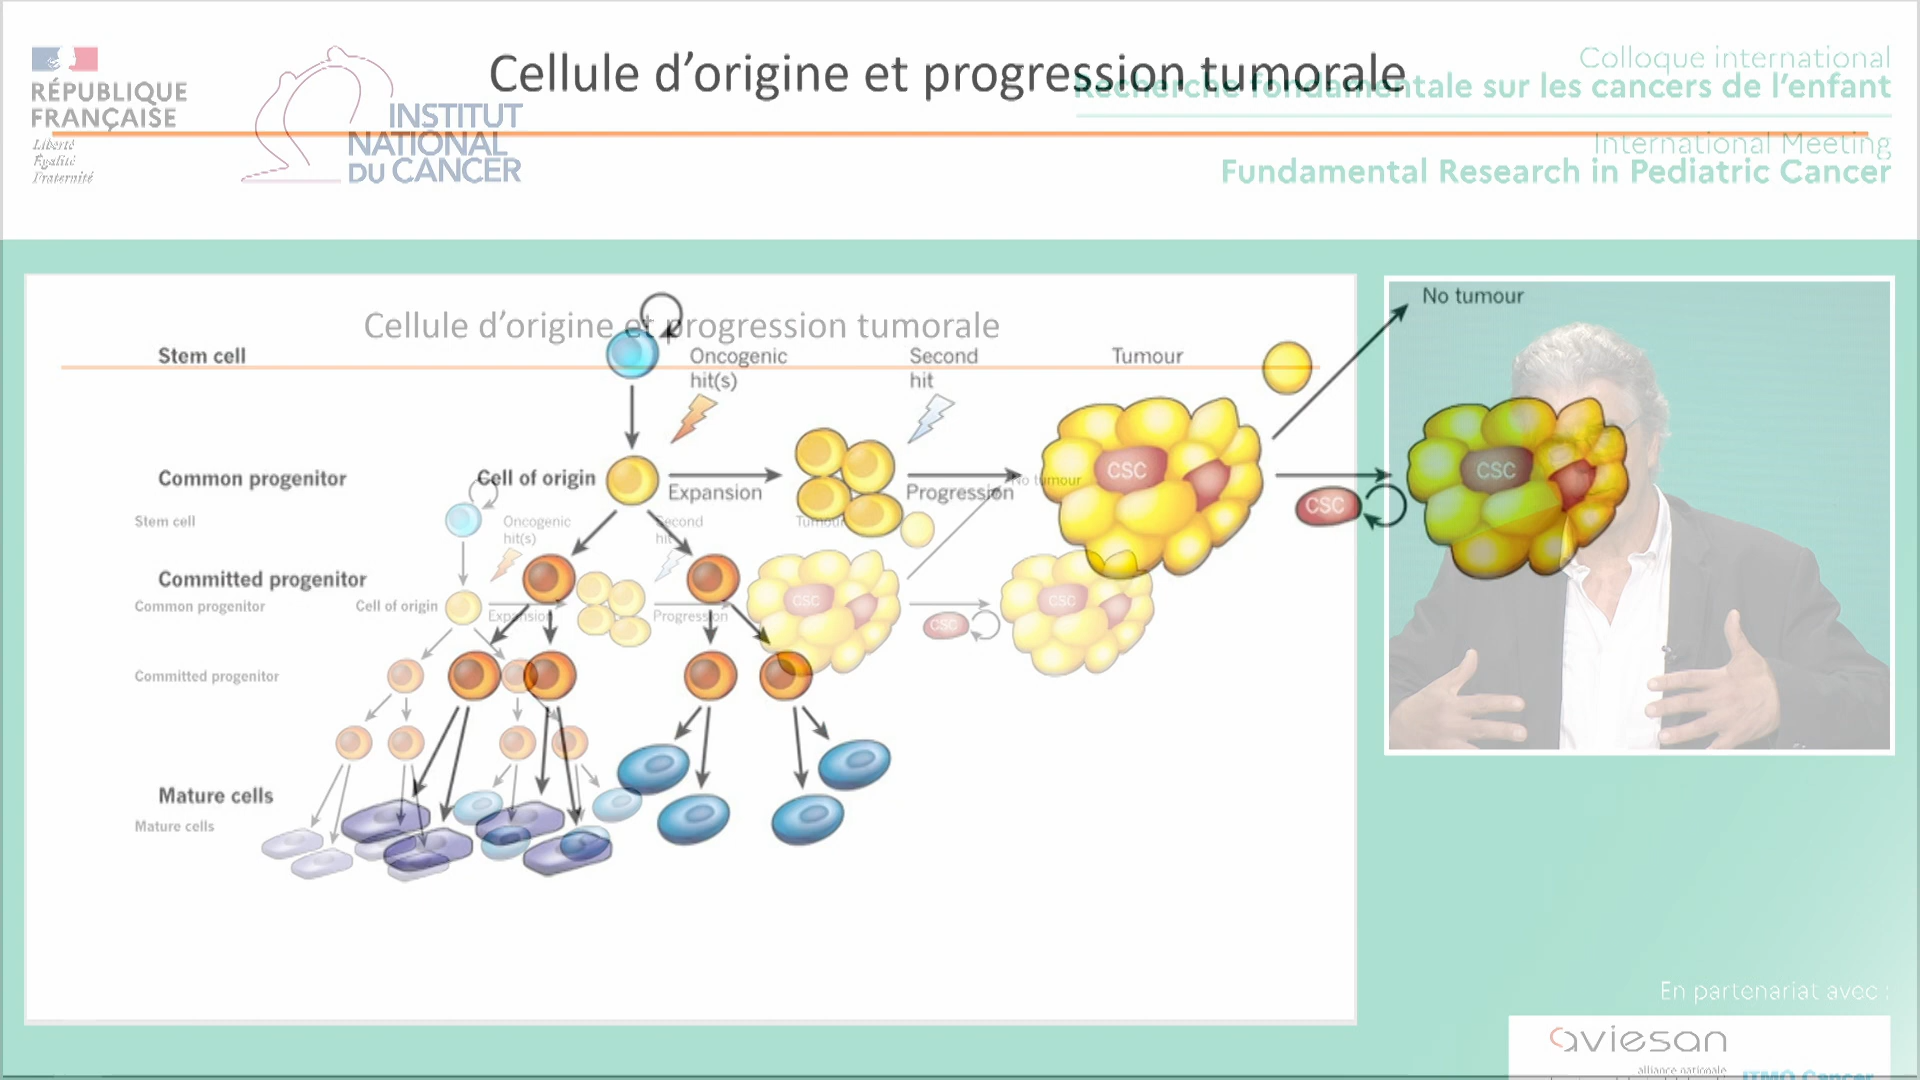 Cellule d'origine et progression tumorale
RÉPUBLIQUE
FRANÇAISE
Liberté
Égalité
Fraternité
INSTITUT
NATIONAL
DU CANCER
Colloque international
Recherche fondamentale sur les cancers de l'enfant
International Meeting
Fundamental Research in Pediatric Cancer
Cellule d'origine et progression tumorale
Stem cell
Oncogenic
hit(s)
Second
hit
Tumour
No tumour
Common progenitor
Cell of origin
Expansion
Progression
CSC
CSC
CSC
Committed progenitor
Mature cells
Stem cell
Oncogenic
hit(s)
Second
hit
Tumour
No tumour
Common progenitor
Cell of origin
Expansion
Progression
CSC
CSC
CSC
Committed progenitor
Mature cells
En partenariat avec :
aviesan
alliance nationale
ITMO Cancer